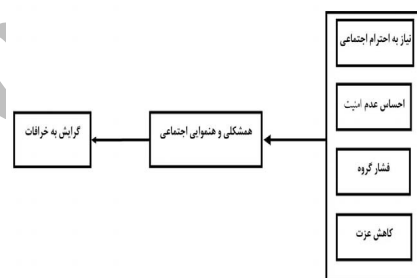 نیاز به احترام اجتماعی
احساس عدم امنیت
فشار گروه
کاهش عزت
همشکلی و همنوایی اجتماعی
گرایش به خرافات